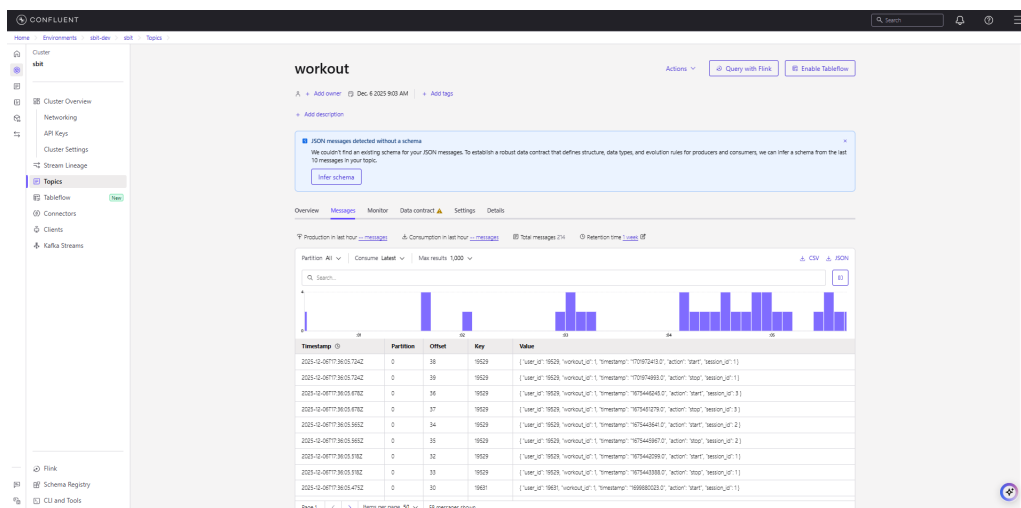 CONFLUENT
Search
Home > Environments > sbit-dev > sbit > Topics >
Cluster
sbit
Cluster Overview
Networking
API Keys
Cluster Settings
Stream Lineage
Topics
Tableflow New
Connectors
Clients
Kafka Streams
Flink
Schema Registry
CLI and Tools
workout
Actions
Query with Flink
Enable Tableflow
+ Add owner Dec. 6 2025 9:03 AM + Add tags
+ Add description
JSON messages detected without a schema
We couldn't find an existing schema for your JSON messages. To establish a robust data contract that defines structure, data types, and evolution rules for producers and consumers, we can infer a schema from the last
10 messages in your topic.
Infer schema
Overview Messages Monitor Data contract Settings Details
Production in last hour -- messages Consumption in last hour -- messages Total messages 214 Retention time 1 week
Partition All Consume Latest Max results 1,000 CSV JSON
Search...
4
0
:02 :03 :04 :05
Timestamp Partition Offset Key Value
2025-12-06T17:36:05.724Z 0 38 19529 { "user_id": 19529, "workout_id": 1, "timestamp": "1701972413.0", "action": "start", "session_id": 1 }
2025-12-06T17:36:05.724Z 0 39 19529 { "user_id": 19529, "workout_id": 1, "timestamp": "1701974993.0", "action": "stop", "session_id": 1 }
2025-12-06T17:36:05.678Z 0 36 19529 { "user_id": 19529, "workout_id": 1, "timestamp": "1675446245.0", "action": "start", "session_id": 3 }
2025-12-06T17:36:05.678Z 0 37 19529 { "user_id": 19529, "workout_id": 1, "timestamp": "1675451279.0", "action": "stop", "session_id": 3 }
2025-12-06T17:36:05.565Z 0 34 19529 { "user_id": 19529, "workout_id": 1, "timestamp": "1675443641.0", "action": "start", "session_id": 2 }
2025-12-06T17:36:05.565Z 0 35 19529 { "user_id": 19529, "workout_id": 1, "timestamp": "1675445967.0", "action": "stop", "session_id": 2 }
2025-12-06T17:36:05.518Z 0 32 19529 { "user_id": 19529, "workout_id": 1, "timestamp": "1675442099.0", "action": "start", "session_id": 1 }
2025-12-06T17:36:05.518Z 0 33 19529 { "user_id": 19529, "workout_id": 1, "timestamp": "1675443388.0", "action": "stop", "session_id": 1 }
2025-12-06T17:36:05.475Z 0 30 19631 { "user_id": 19631, "workout_id": 1, "timestamp": "1699880023.0", "action": "start", "session_id": 1 }
Page 1 < > Items per page 50 messages shown